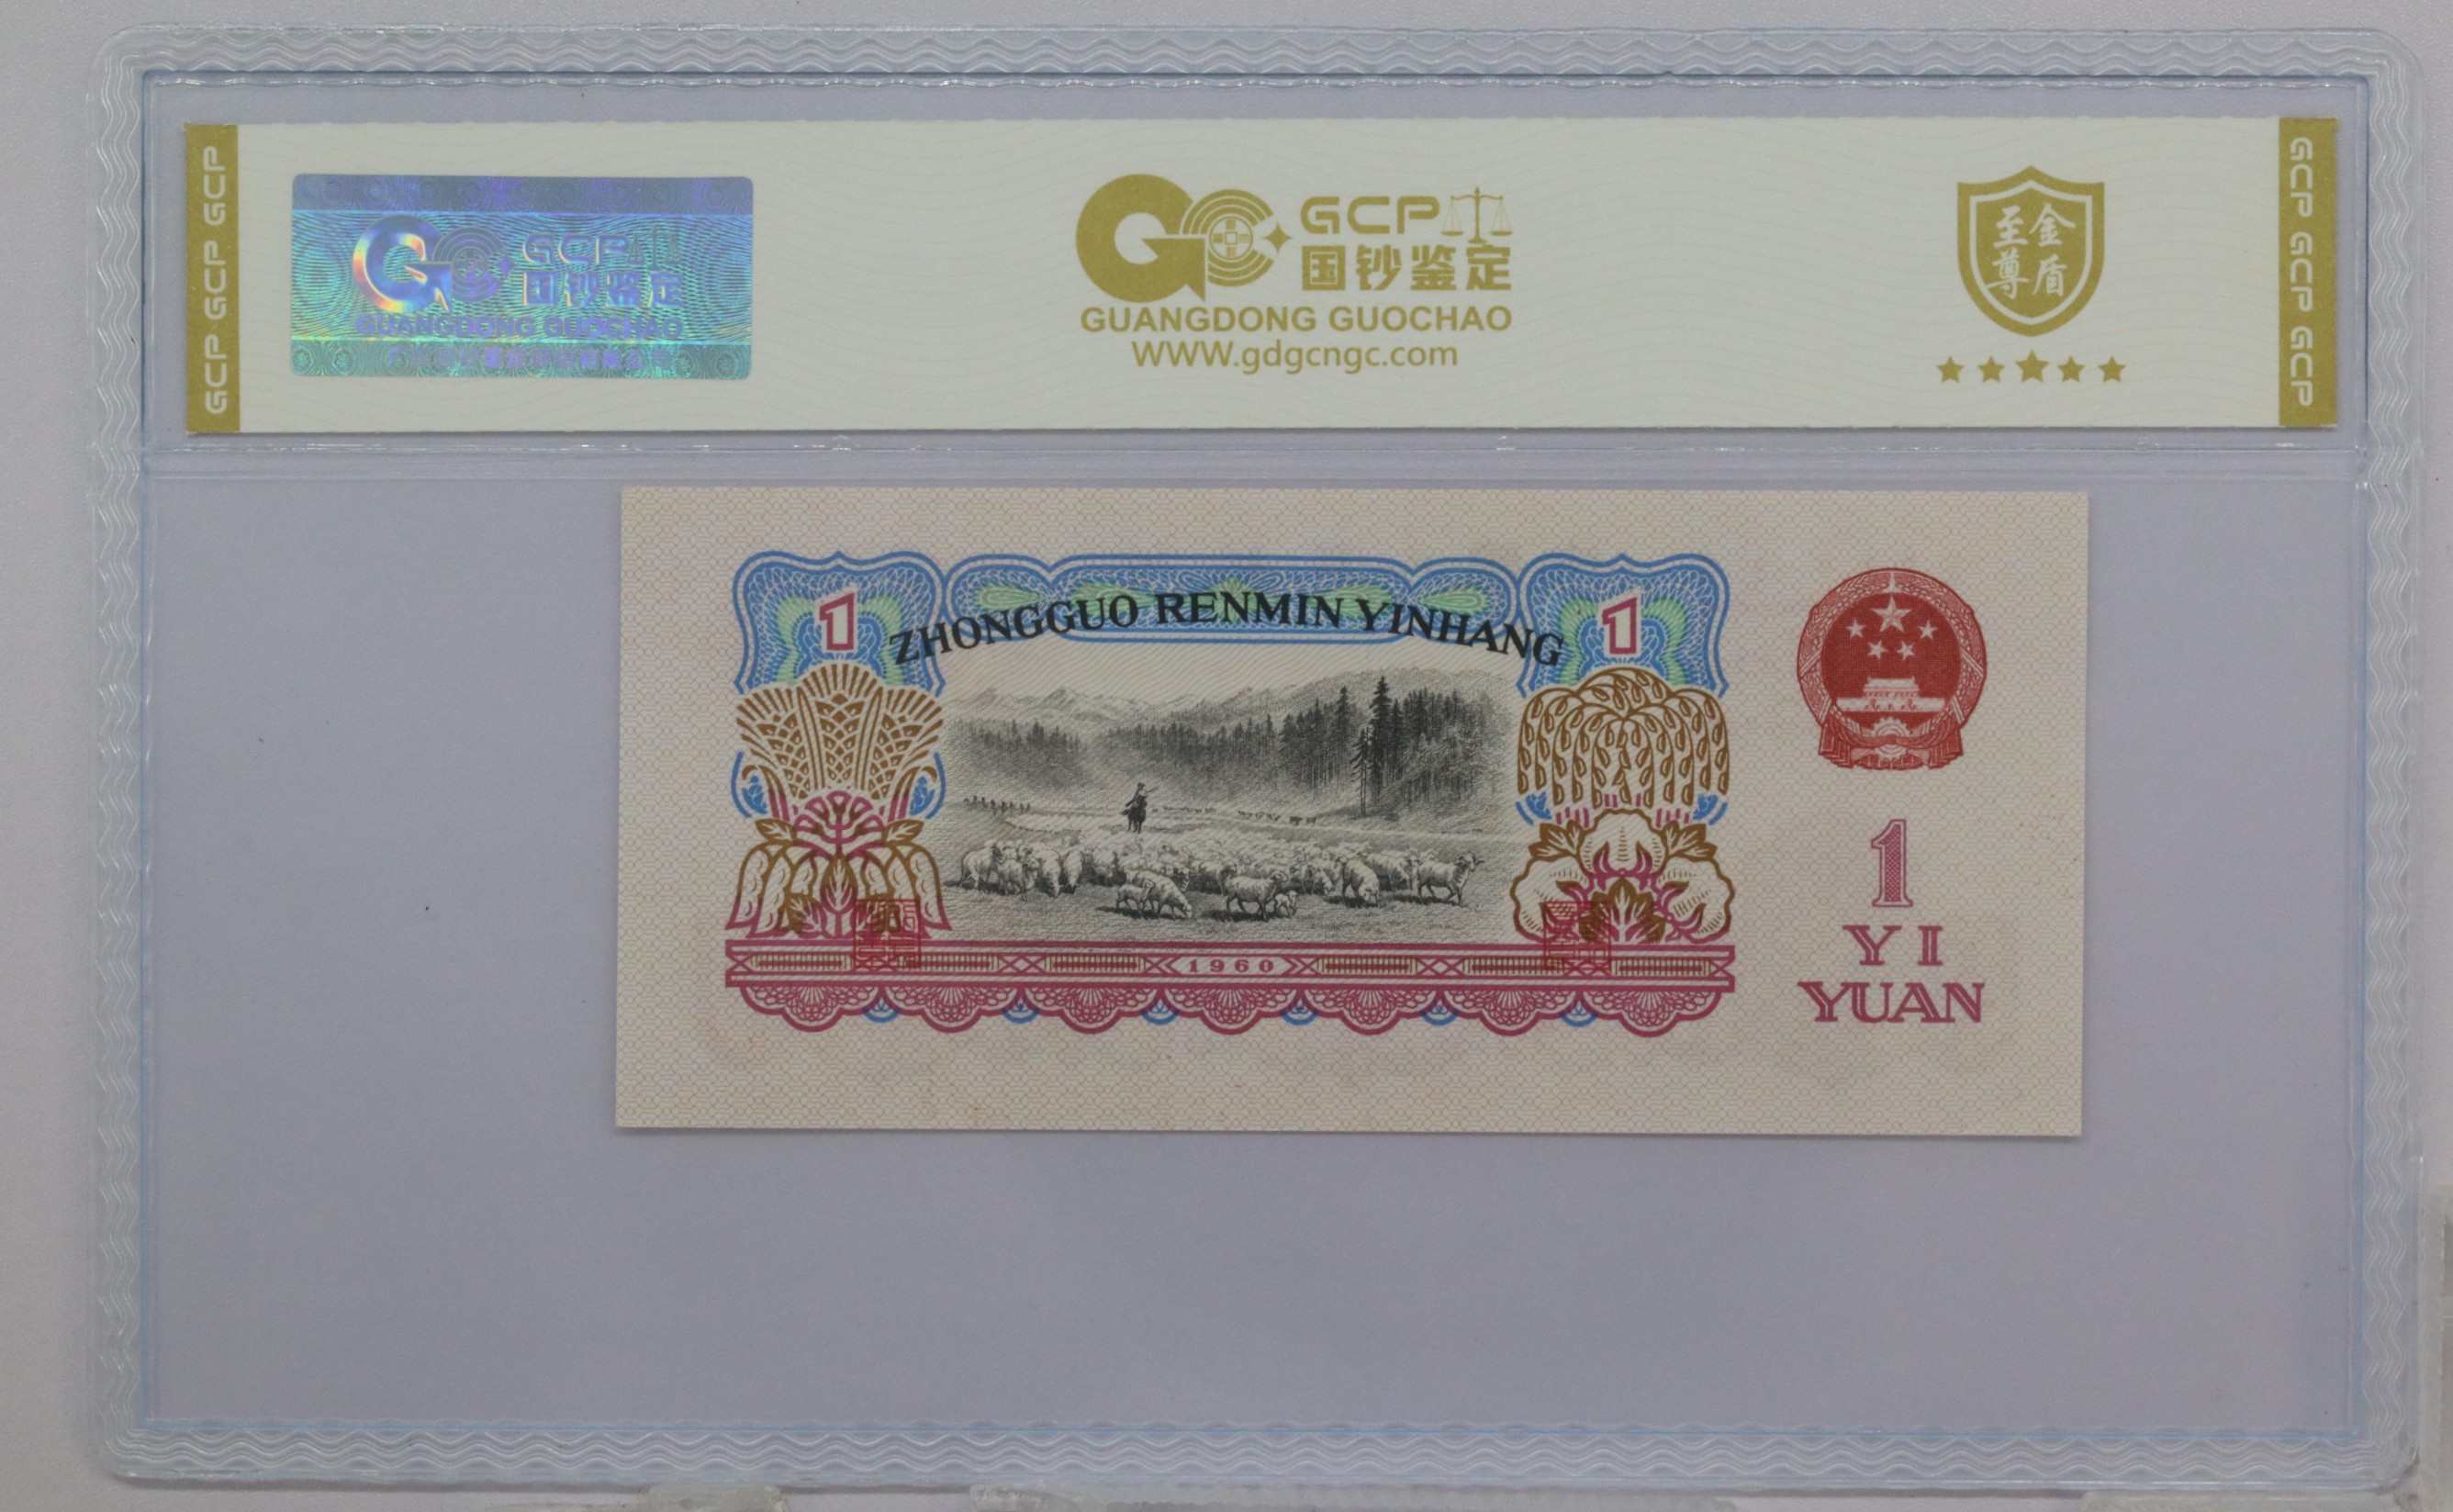 GCP GCP GCP
GCP
国钞鉴定
GUANGDONG GUOCHAO
GCP
国钞鉴定
GUANGDONG GUOCHAO
WWW.gdgcngc.com
至金
尊盾
GCP GCP GCP
1
ZHONGGUO RENMIN YINHANG
1
1960
1
YI
YUAN